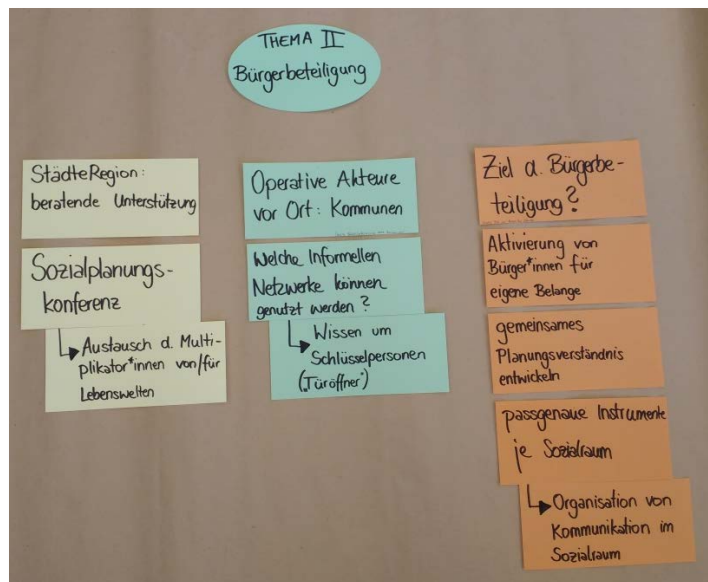 THEMA II
Bürgerbeteiligung
StädteRegion:
beratende Unterstützung
Sozialplanungs-
konferenz
Austausch d. Multi-
plikator*innen von/für
Lebenswelten
Operative Akteure
vor Ort: Kommunen
Welche Informellen
Netzwerke können
genutzt werden?
Wissen um
Schlüsselpersonen
("Türöffner")
Ziel d. Bürgerbe-
teiligung?
Aktivierung von
Bürger*innen für
eigene Belange
gemeinsames
Planungsverständnis
entwickeln
passgenaue Instrumente
je Sozialraum
Organisation von
Kommunikation im
Sozialraum